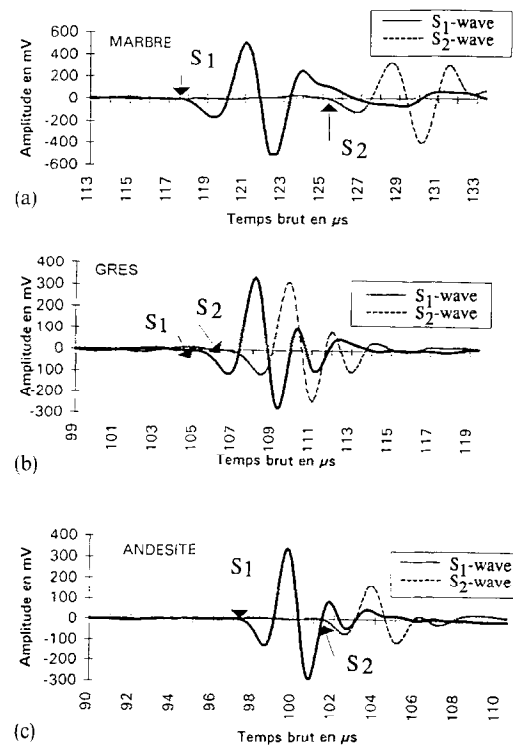 MARBRE
S1-wave
S2-wave
Amplitude en mV
600
400
200
0
-200
-400
-600
S1
S2
113
115
117
119
121
123
125
127
129
131
133
Temps brut en µs
(a)
GRES
S1-wave
S2-wave
Amplitude en mV
400
300
200
100
0
-100
-200
-300
S1
S2
99
101
103
105
107
109
111
113
115
117
119
Temps brut en µs
(b)
ANDESITE
S1-wave
S2-wave
Amplitude en mV
400
300
200
100
0
-100
-200
-300
S1
S2
90
92
94
96
98
100
102
104
106
108
110
Temps brut en µs
(c)